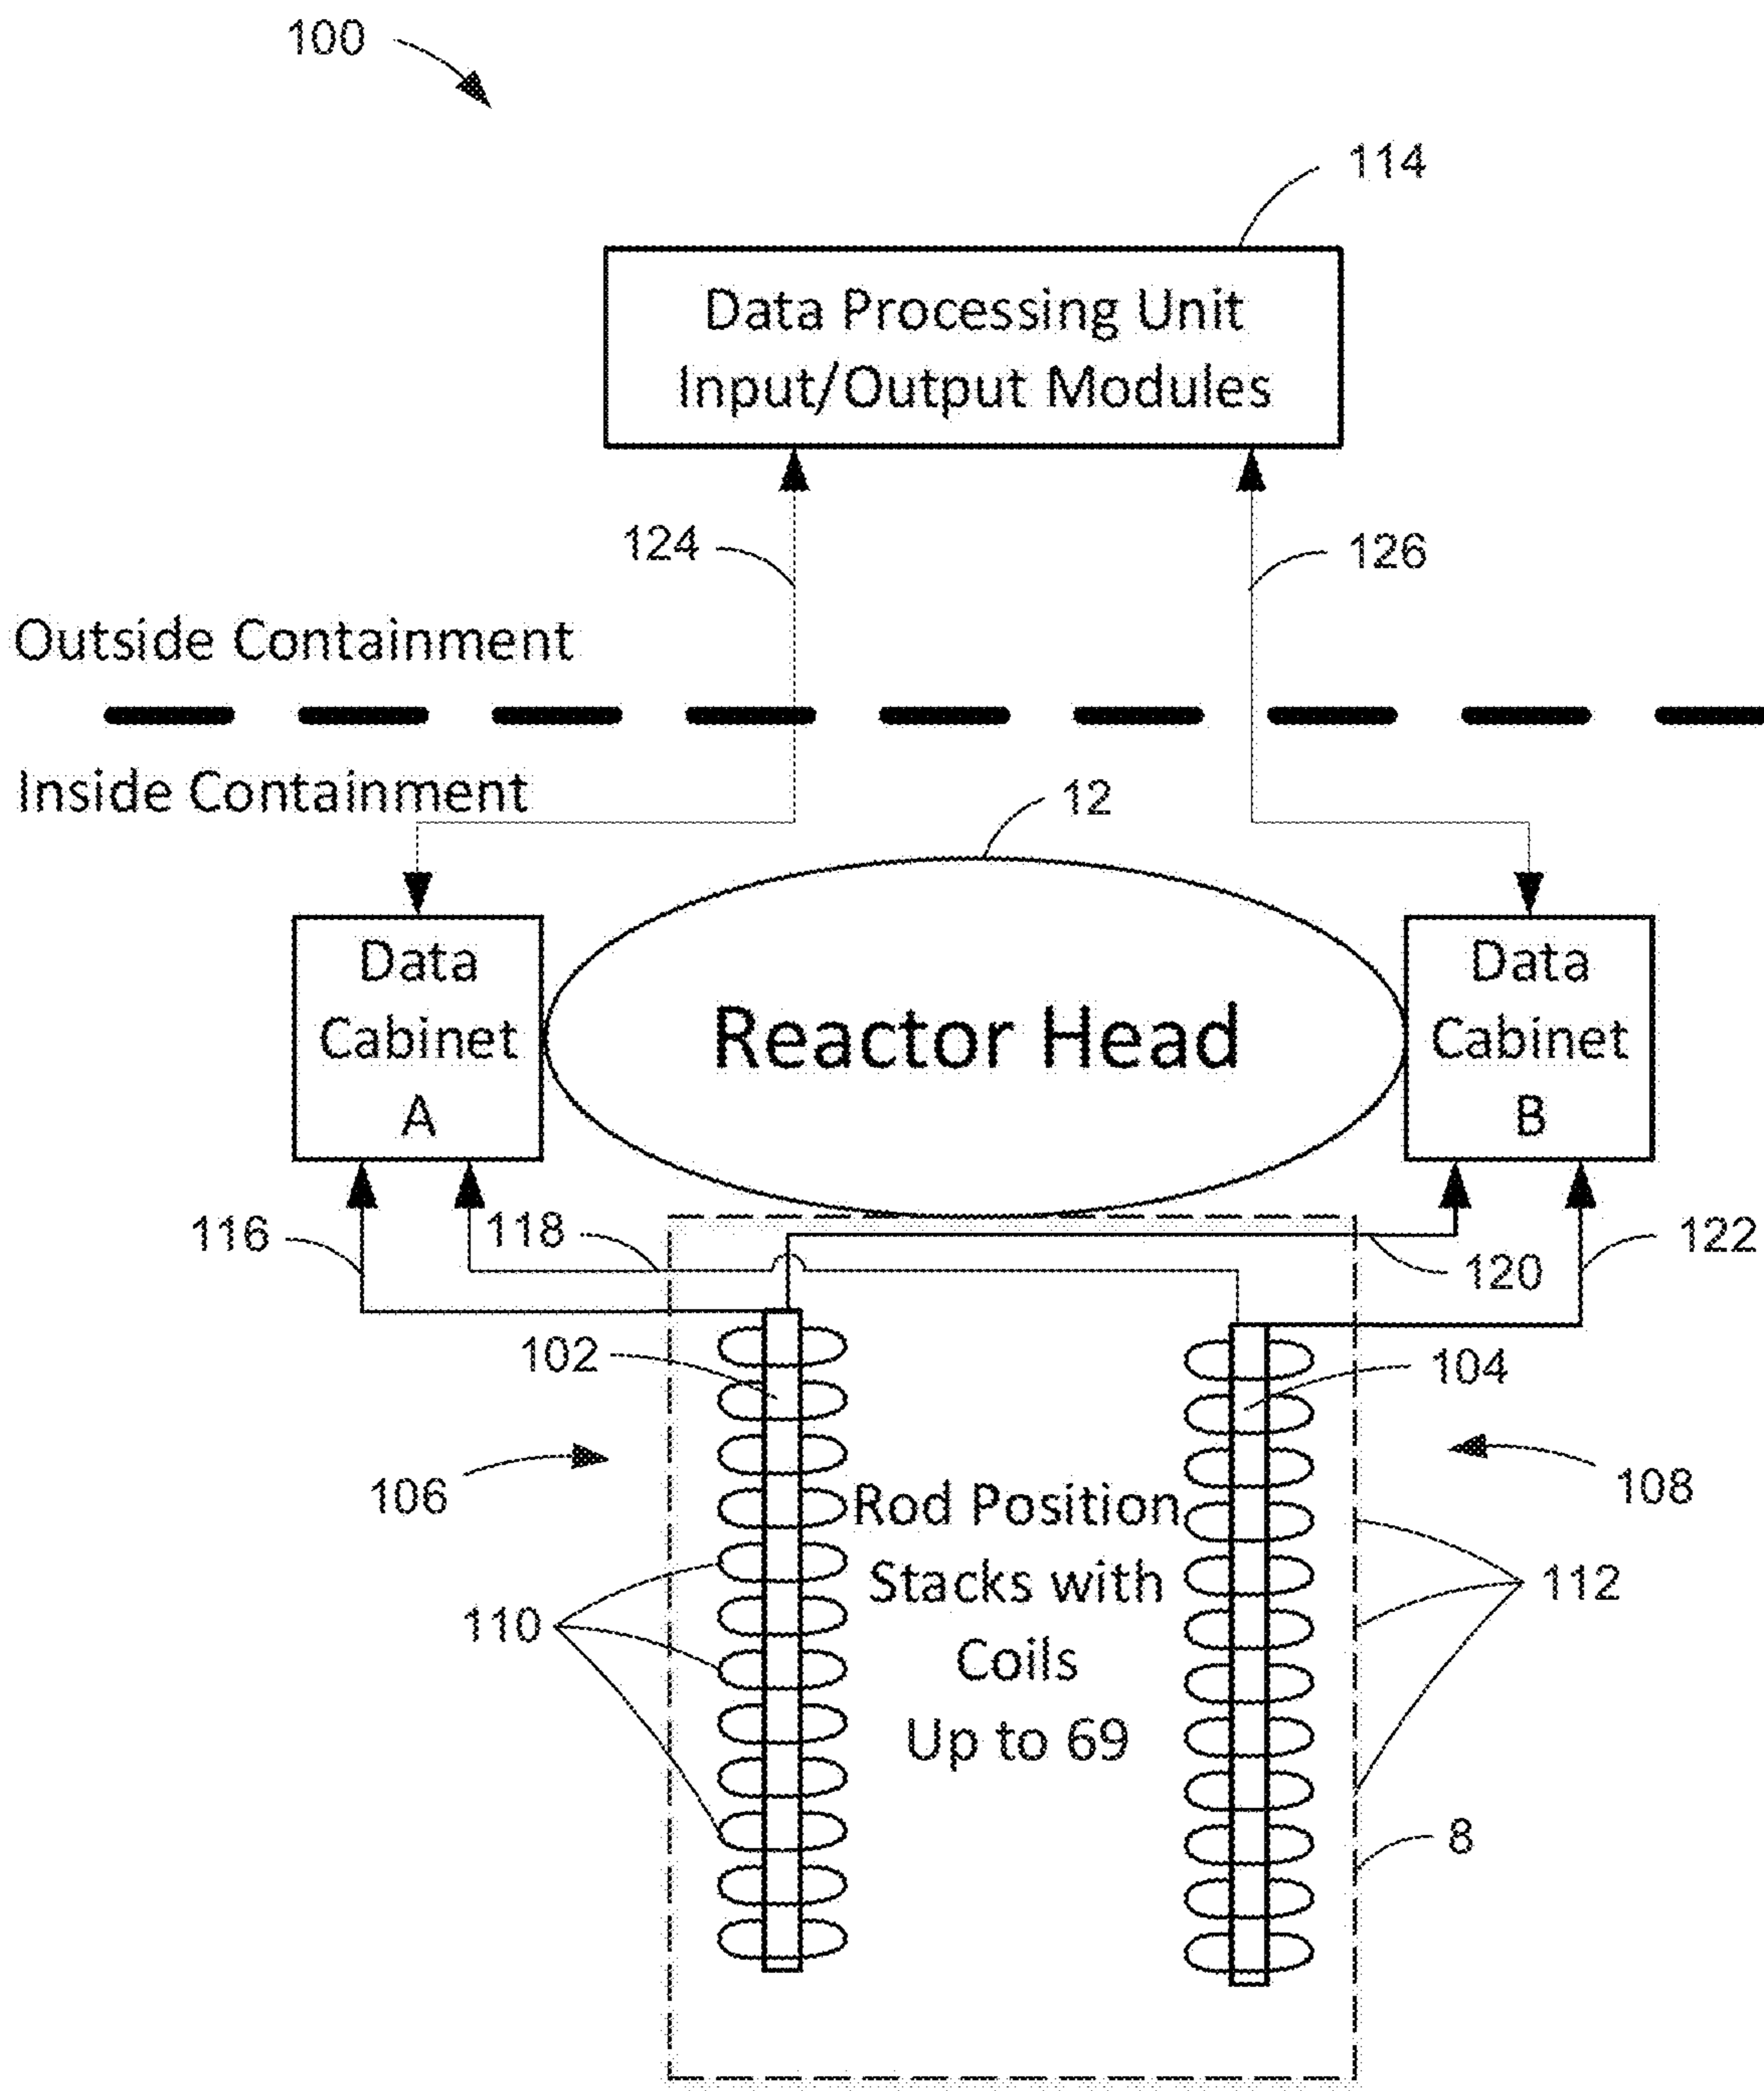 100
114
Data Processing Unit
Input/Output Modules
124
126
Outside Containment
Inside Containment
12
Data
Cabinet
A
Reactor Head
Data
Cabinet
B
116
118
120
122
102
104
106
108
Rod Position
Stacks with
Coils
Up to 69
110
112
8